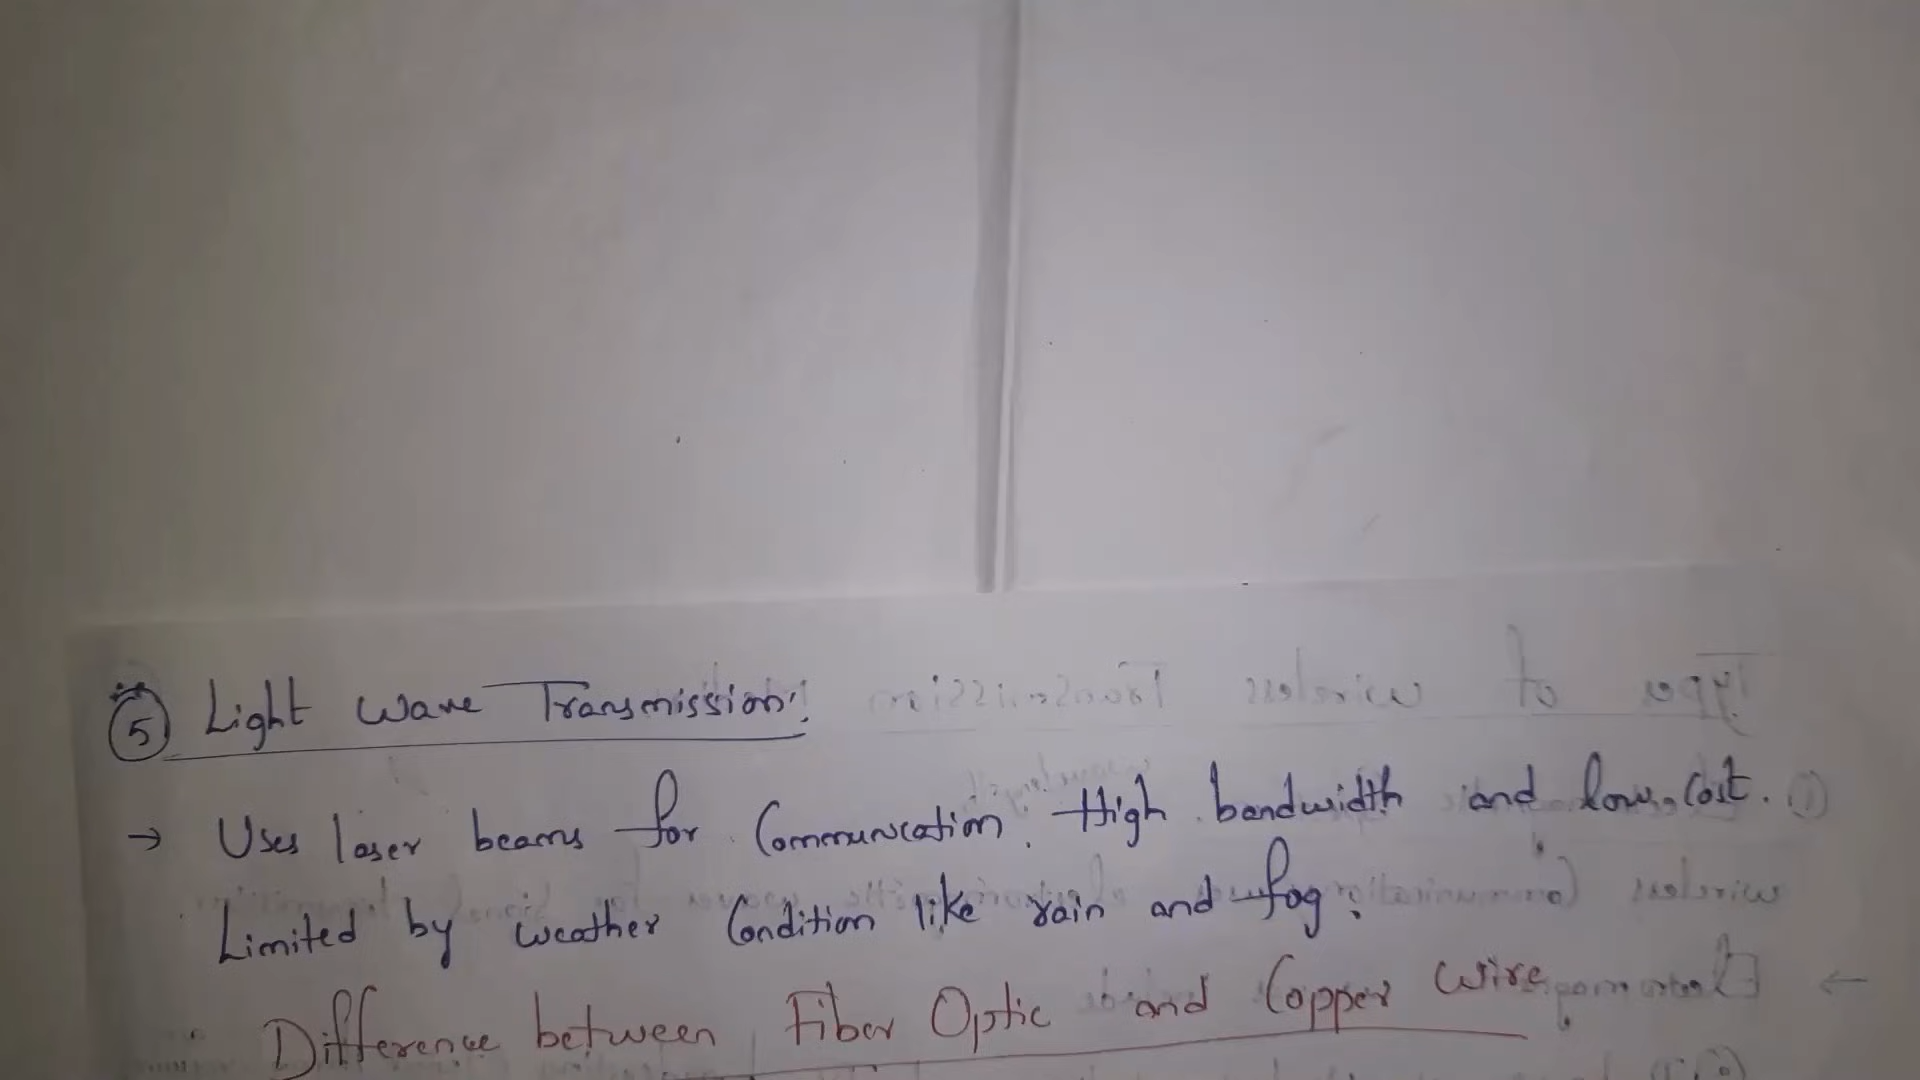 ⑤ Light Wave Transmission:
→ Uses laser beams for Communication. High bandwidth and low Cost.
Limited by weather Condition like rain and fog.
Difference between Fiber Optic and Copper Wire